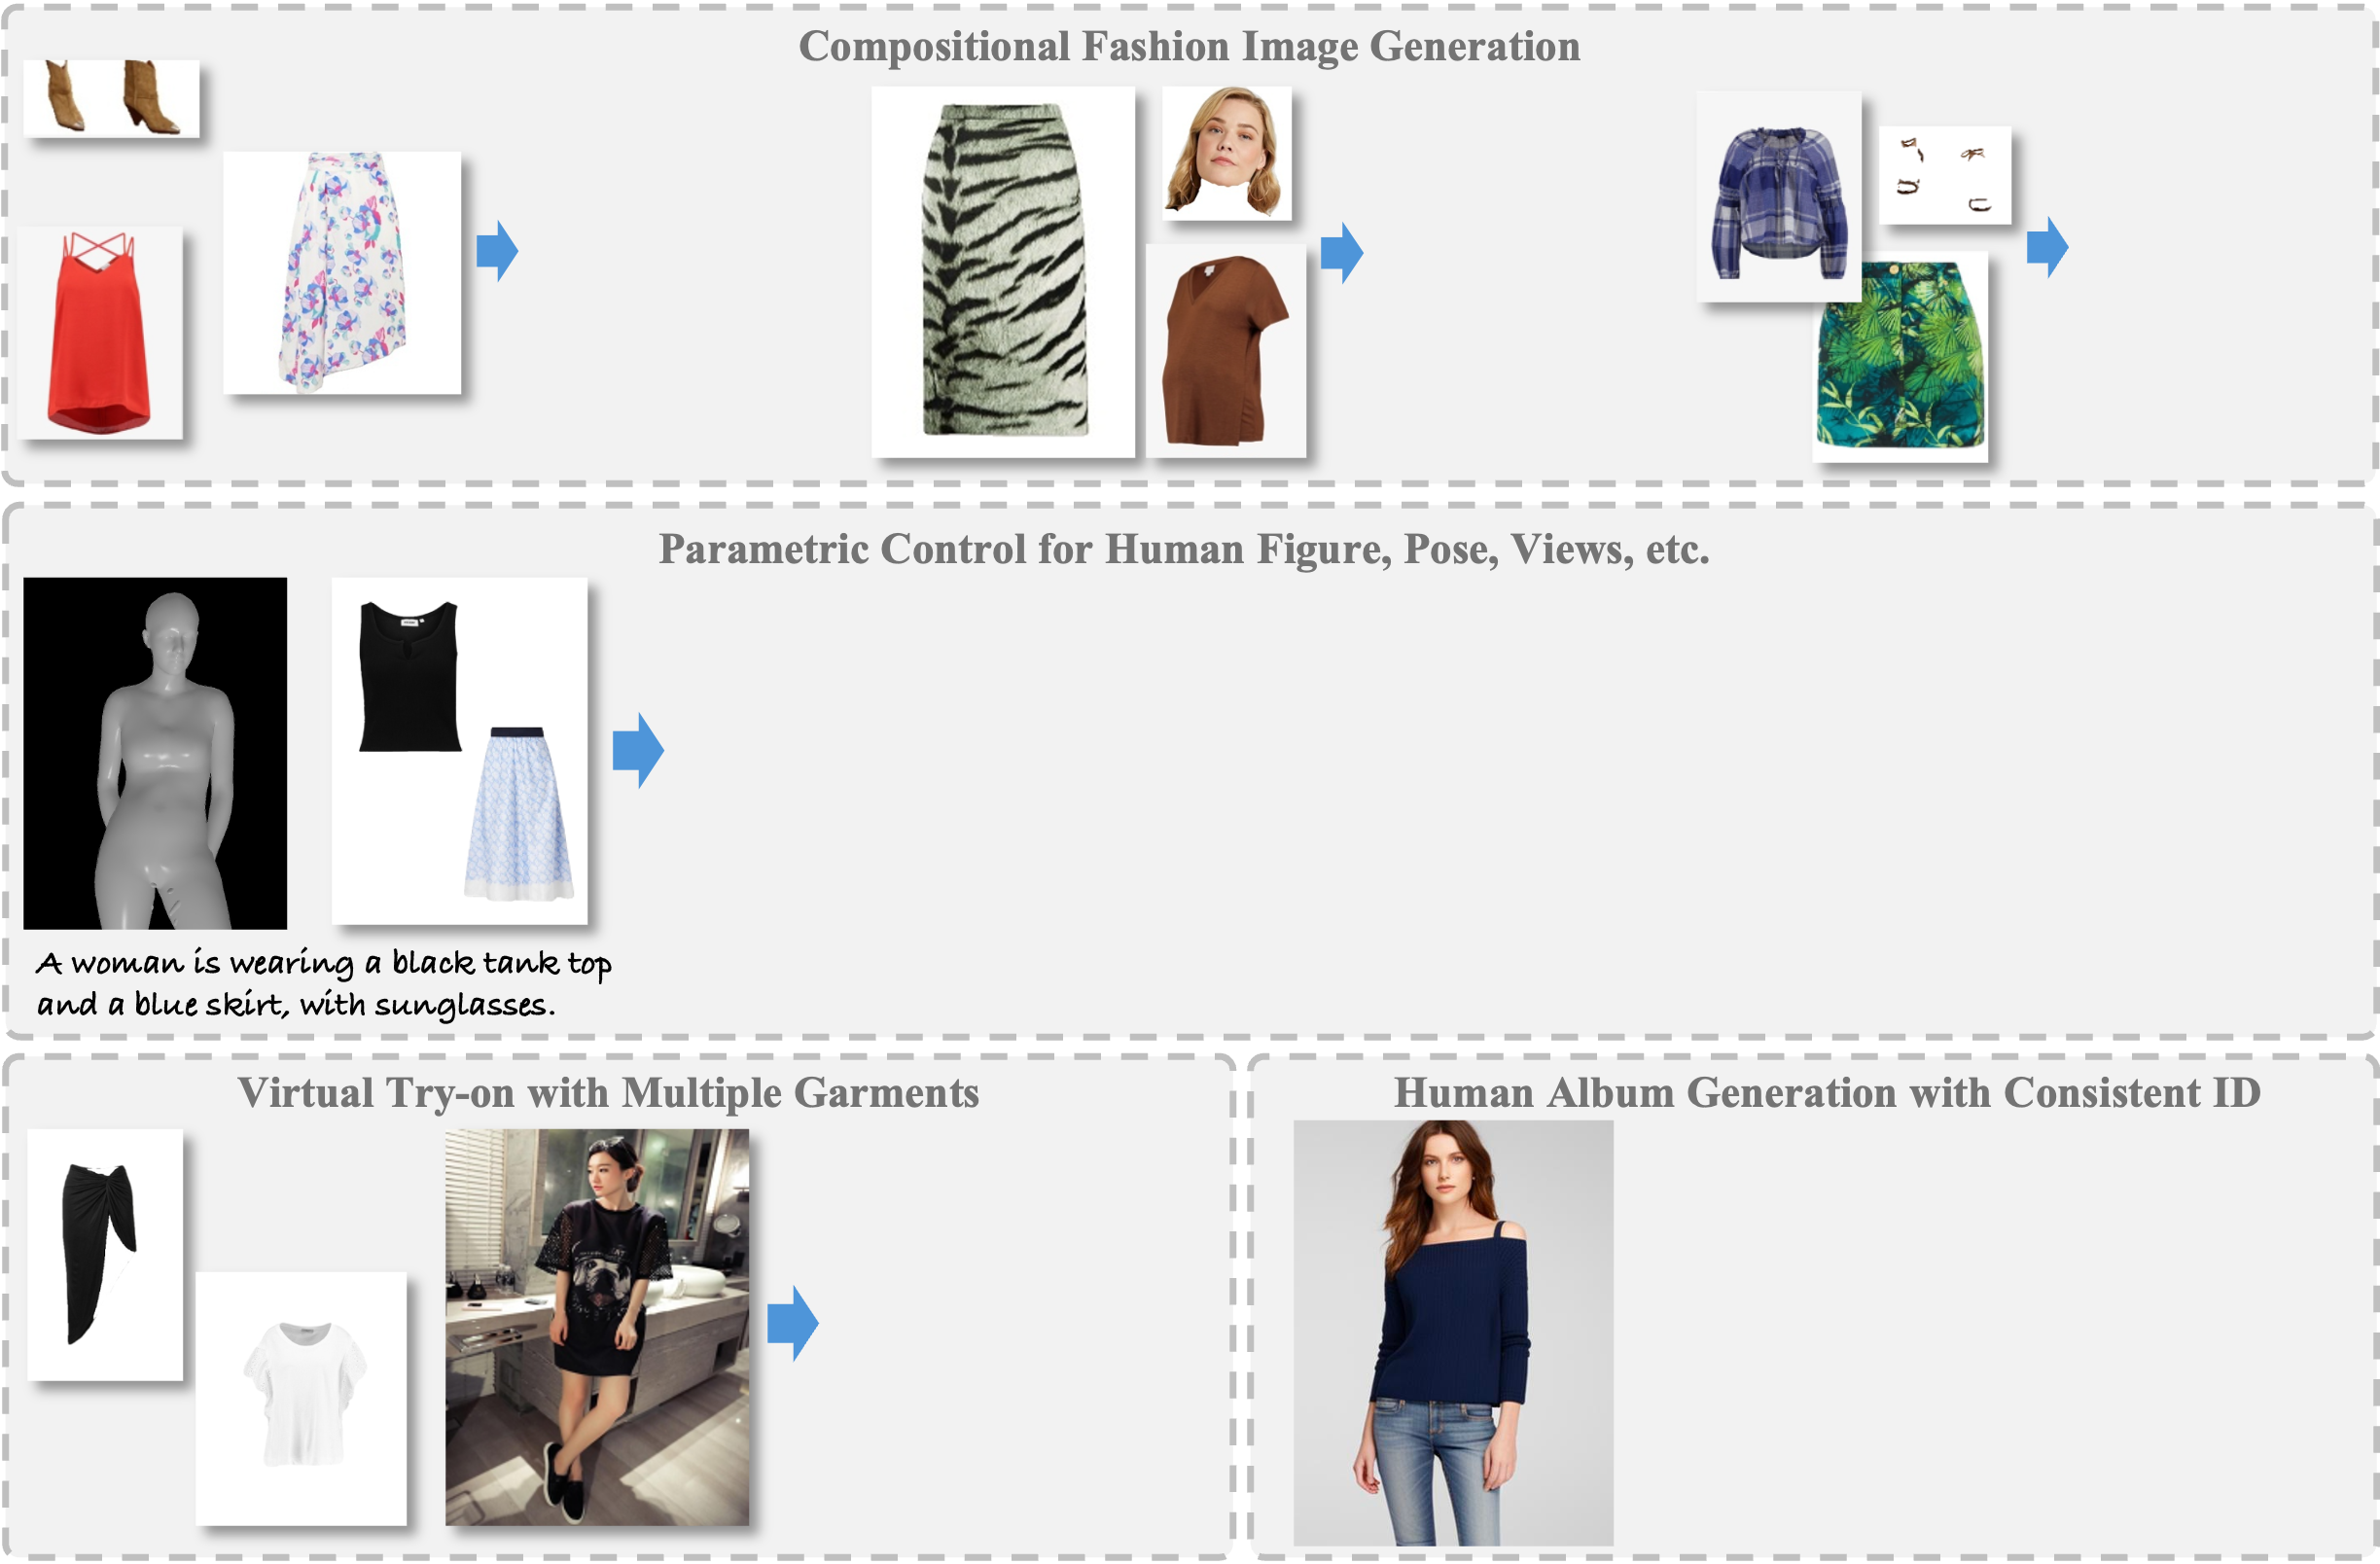 Compositional Fashion Image Generation
Parametric Control for Human Figure, Pose, Views, etc.
A woman is wearing a black tank top
and a blue skirt, with sunglasses.
Virtual Try-on with Multiple Garments
Human Album Generation with Consistent ID